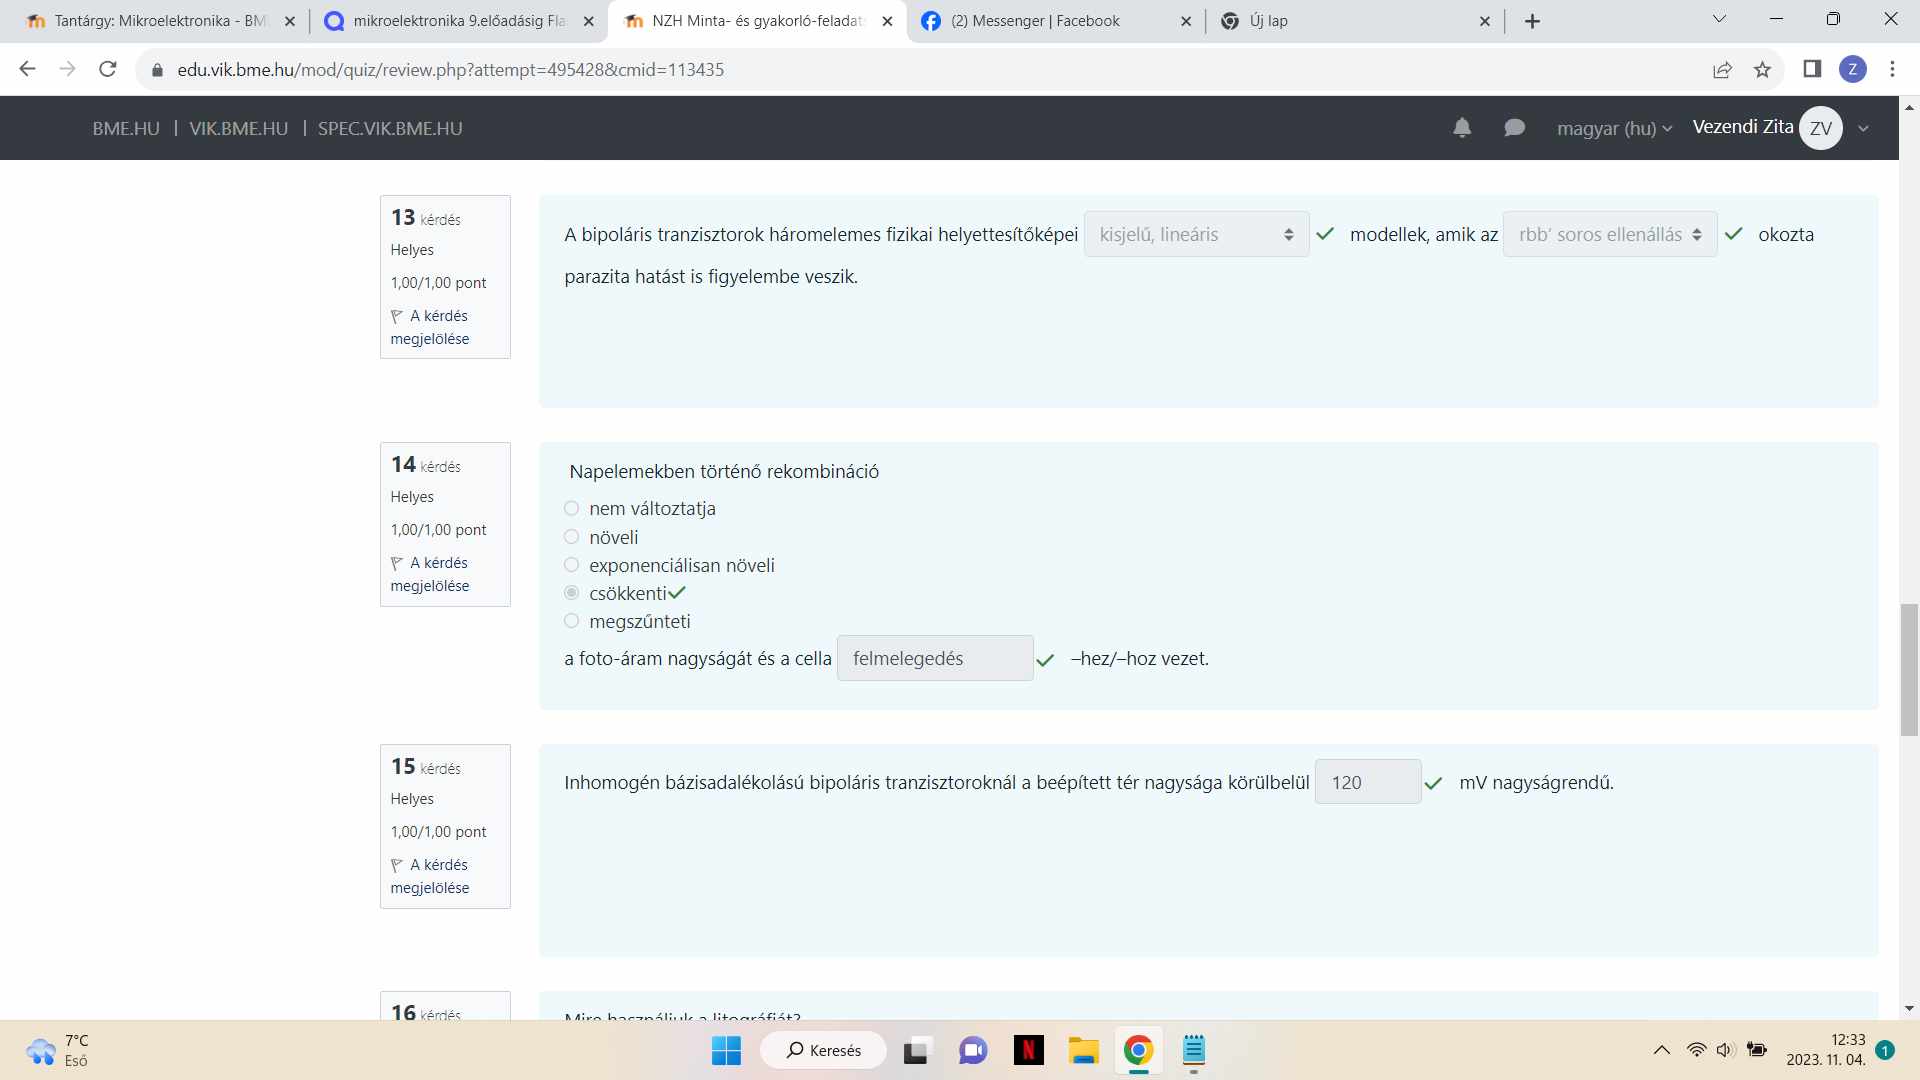 Tantárgy: Mikroelektronika - BM
mikroelektronika 9.előadásig Fla
NZH Minta- és gyakorló-feladat
(2) Messenger | Facebook
Új lap
edu.vik.bme.hu/mod/quiz/review.php?attempt=495428&cmid=113435
Z
BME.HU | VIK.BME.HU | SPEC.VIK.BME.HU
magyar (hu)
Vezendi Zita
ZV
13 kérdés
Helyes
1,00/1,00 pont
A kérdés
megjelölése
A bipoláris tranzisztorok háromelemes fizikai helyettesítőképei kisjelű, lineáris modellek, amik az rbb' soros ellenállás okozta
parazita hatást is figyelembe veszik.
14 kérdés
Helyes
1,00/1,00 pont
A kérdés
megjelölése
Napelemekben történő rekombináció
nem változtatja
növeli
exponenciálisan növeli
csökkenti
megszűnteti
a foto-áram nagyságát és a cella felmelegedés –hez/–hoz vezet.
15 kérdés
Helyes
1,00/1,00 pont
A kérdés
megjelölése
Inhomogén bázisadalékolású bipoláris tranzisztoroknál a beépített tér nagysága körülbelül 120 mV nagyságrendű.
16 kérdés
Mire használjuk a litográfiát?
7°C
Eső
Keresés
N
12:33
2023. 11. 04.
1